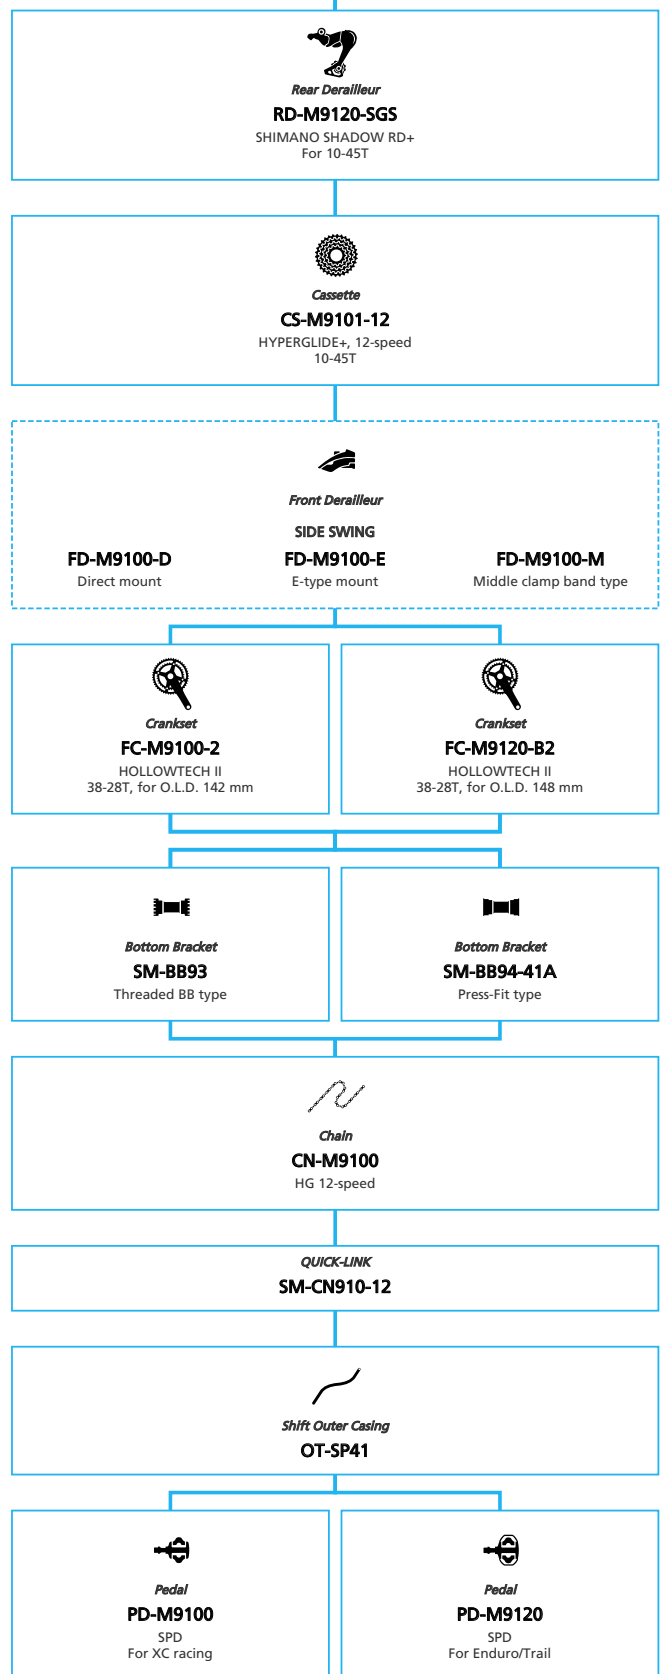 Rear Derailleur
RD-M9120-SGS
SHIMANO SHADOW RD+
For 10-45T
Cassette
CS-M9101-12
HYPERGLIDE+, 12-speed
10-45T
Front Derailleur
SIDE SWING
FD-M9100-D
Direct mount
FD-M9100-E
E-type mount
FD-M9100-M
Middle clamp band type
Crankset
FC-M9100-2
HOLLOWTECH II
38-28T, for O.L.D. 142 mm
Crankset
FC-M9120-B2
HOLLOWTECH II
38-28T, for O.L.D. 148 mm
Bottom Bracket
SM-BB93
Threaded BB type
Bottom Bracket
SM-BB94-41A
Press-Fit type
Chain
CN-M9100
HG 12-speed
QUICK-LINK
SM-CN910-12
Shift Outer Casing
OT-SP41
Pedal
PD-M9100
SPD
For XC racing
Pedal
PD-M9120
SPD
For Enduro/Trail